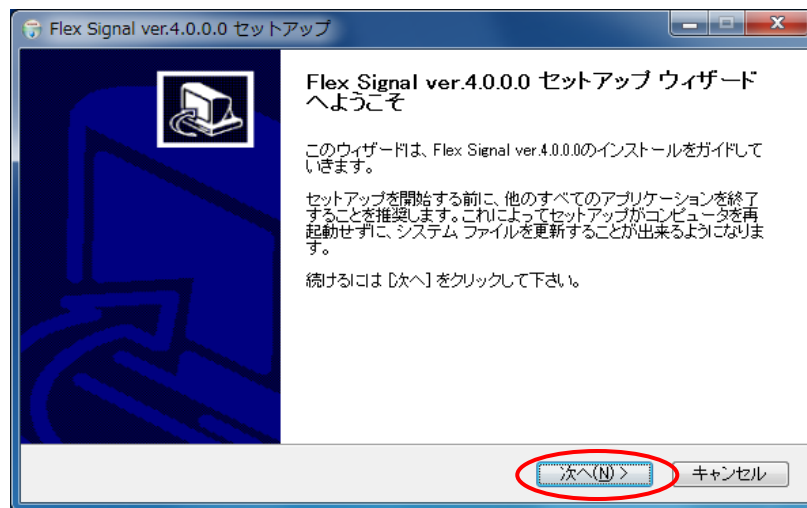 Flex Signal ver.4.0.0.0 セットアップ
Flex Signal ver.4.0.0.0 セットアップ ウィザード
へようこそ
このウィザードは、Flex Signal ver.4.0.0.0のインストールをガイドして
いきます。
セットアップを開始する前に、他のすべてのアプリケーションを終了
することを推奨します。これによってセットアップがコンピュータを再
起動せずに、システム ファイルを更新することが出来るようになりま
す。
続けるには [次へ] をクリックして下さい。
次へ(N) >
キャンセル